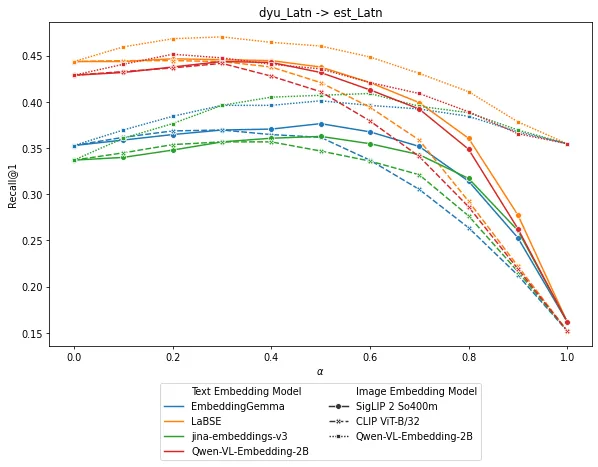 dyu_Latn -> est_Latn
Recall@1
0.45
0.40
0.35
0.30
0.25
0.20
0.15
0.0
0.2
0.4
0.6
0.8
1.0
α
Text Embedding Model
EmbeddingGemma
LaBSE
jina-embeddings-v3
Qwen-VL-Embedding-2B
Image Embedding Model
SigLIP 2 So400m
CLIP ViT-B/32
Qwen-VL-Embedding-2B